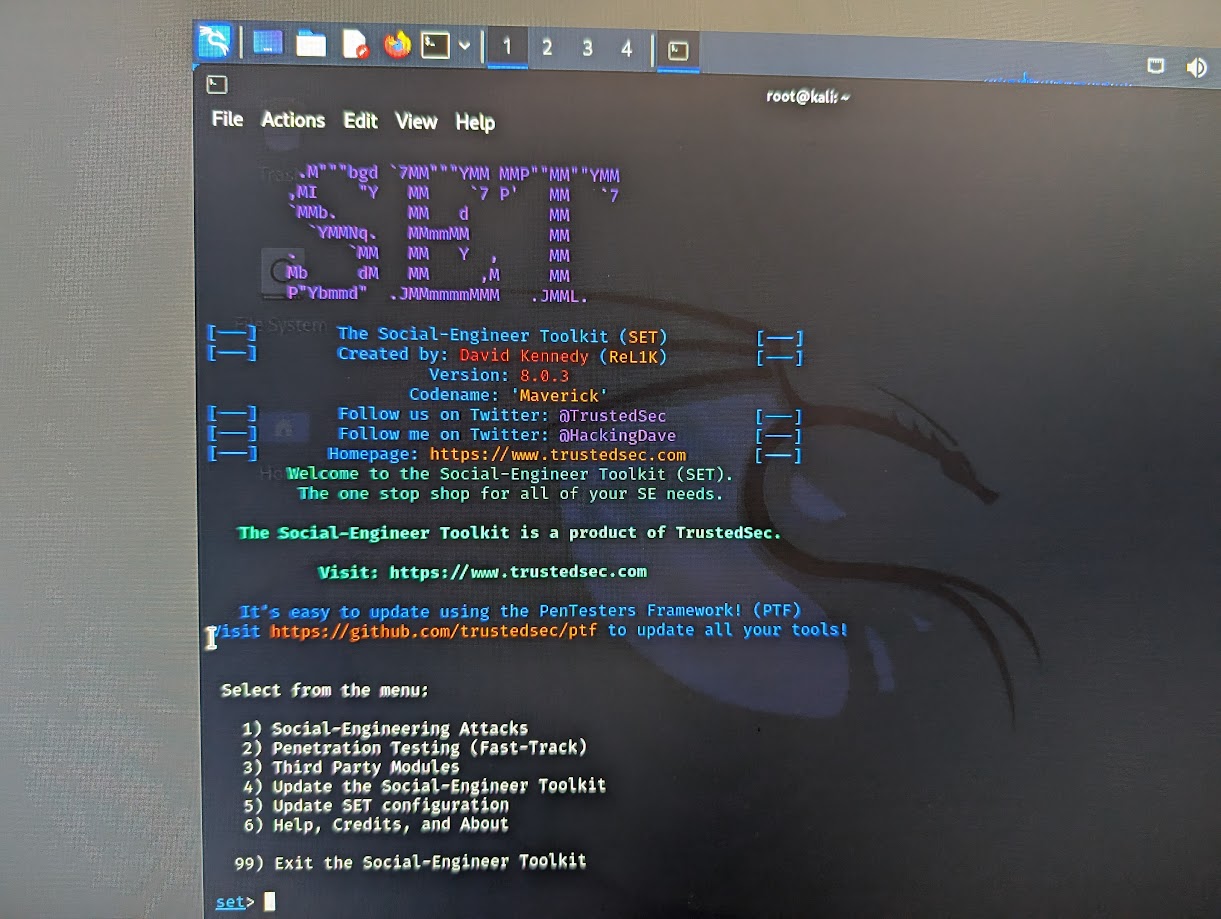 1 2 3 4
root@kali: ~
File Actions Edit View Help
.M"""bgd `7MM"""YMM MMP""MM""YMM
,MI "Y MM `7 P' MM `7
`MMb. MM d MM
`YMMNq. MMmmMM MM
. `MM MM Y , MM
Mb dM MM ,M MM
P"Ybmmd" .JMMmmmmMMM .JMML.
[---] The Social-Engineer Toolkit (SET) [---]
[---] Created by: David Kennedy (ReL1K) [---]
Version: 8.0.3
Codename: 'Maverick'
[---] Follow us on Twitter: @TrustedSec [---]
[---] Follow me on Twitter: @HackingDave [---]
[---] Homepage: https://www.trustedsec.com [---]
Welcome to the Social-Engineer Toolkit (SET).
The one stop shop for all of your SE needs.
The Social-Engineer Toolkit is a product of TrustedSec.
Visit: https://www.trustedsec.com
It's easy to update using the PenTesters Framework! (PTF)
Visit https://github.com/trustedsec/ptf to update all your tools!
Select from the menu:
1) Social-Engineering Attacks
2) Penetration Testing (Fast-Track)
3) Third Party Modules
4) Update the Social-Engineer Toolkit
5) Update SET configuration
6) Help, Credits, and About
99) Exit the Social-Engineer Toolkit
set>